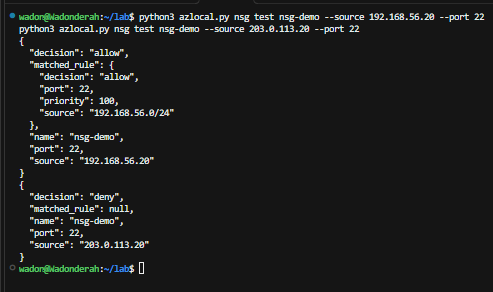 wadon@Wadonderah:~/lab$ python3 azlocal.py nsg test nsg-demo --source 192.168.56.20 --port 22
python3 azlocal.py nsg test nsg-demo --source 203.0.113.20 --port 22
{
  "decision": "allow",
  "matched_rule": {
    "decision": "allow",
    "port": 22,
    "priority": 100,
    "source": "192.168.56.0/24"
  },
  "name": "nsg-demo",
  "port": 22,
  "source": "192.168.56.20"
}
{
  "decision": "deny",
  "matched_rule": null,
  "name": "nsg-demo",
  "port": 22,
  "source": "203.0.113.20"
}
wadon@Wadonderah:~/lab$